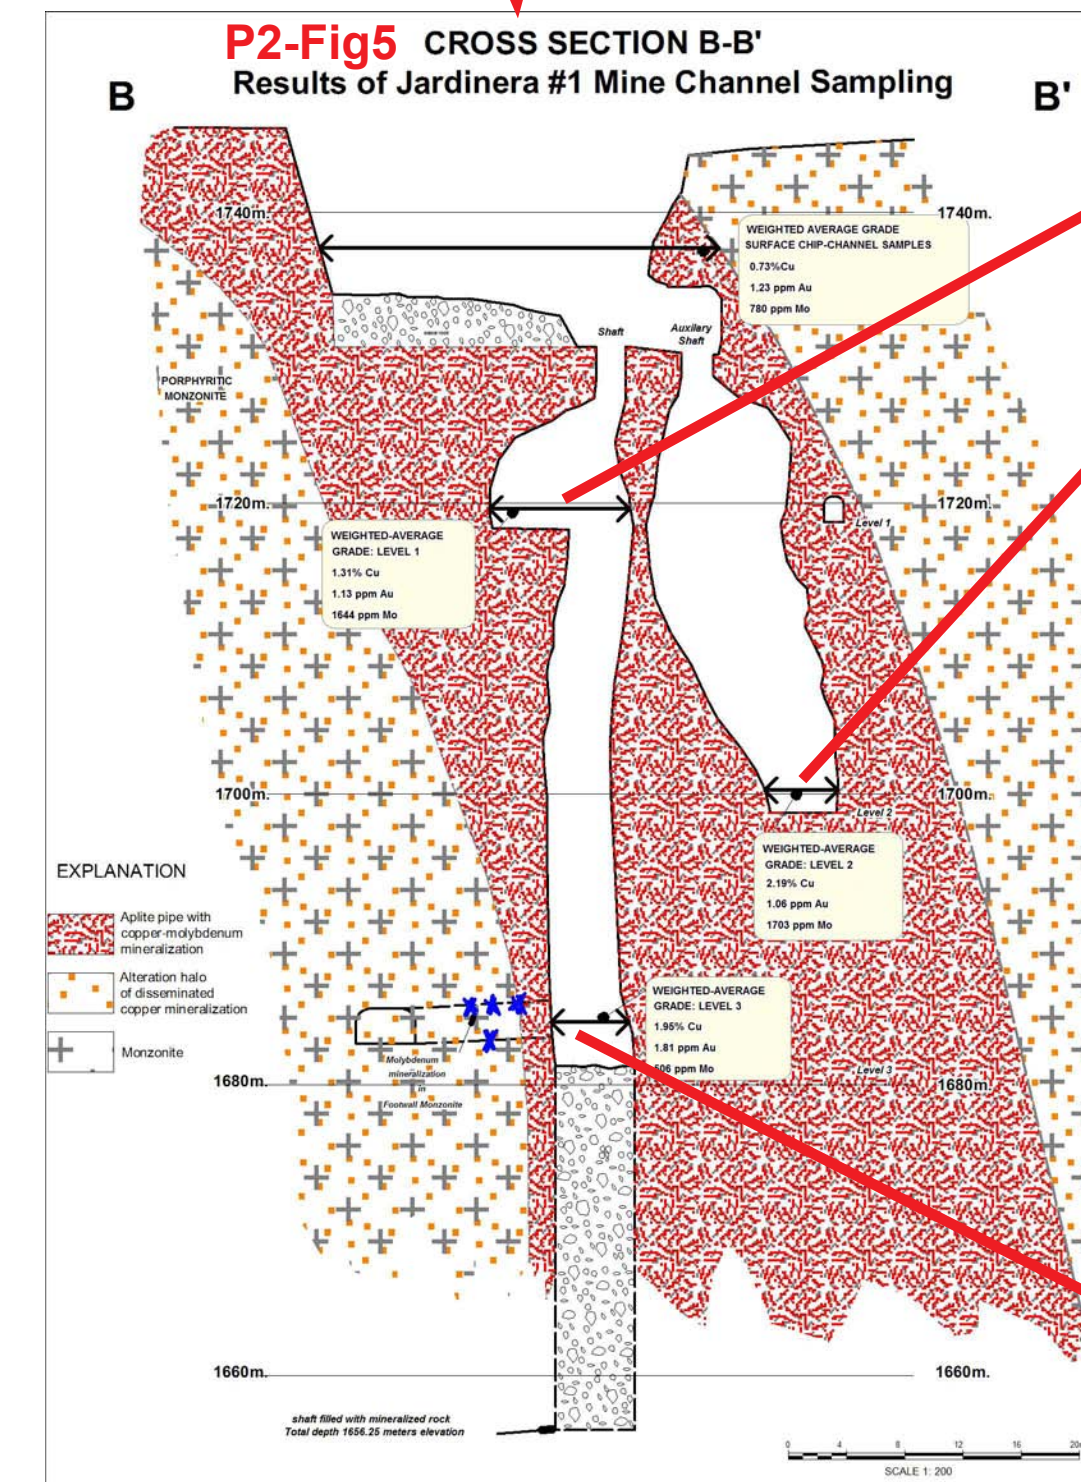 P2-Fig5 CROSS SECTION B-B'
Results of Jardinera #1 Mine Channel Sampling
B
B'
1740m.
1740m.
WEIGHTED AVERAGE GRADE
SURFACE CHIP-CHANNEL SAMPLES
0.73%Cu
1.23 ppm Au
780 ppm Mo
Shaft
Auxilary
Shaft
PORPHYRITIC
MONZONITE
1720m.
1720m.
Level 1
WEIGHTED-AVERAGE
GRADE: LEVEL 1
1.31% Cu
1.13 ppm Au
1644 ppm Mo
1700m.
1700m.
Level 2
WEIGHTED-AVERAGE
GRADE: LEVEL 2
2.19% Cu
1.06 ppm Au
1703 ppm Mo
EXPLANATION
Aplite pipe with
copper-molybdenum
mineralization
Alteration halo
of disseminated
copper mineralization
Monzonite
WEIGHTED-AVERAGE
GRADE: LEVEL 3
1.95% Cu
1.81 ppm Au
506 ppm Mo
Molybdenum
mineralization
in
Footwall Monzonite
Level 3
1680m.
1680m.
1660m.
1660m.
shaft filled with mineralized rock
Total depth 1656.25 meters elevation
0 4 8 12 16 20
SCALE 1: 200